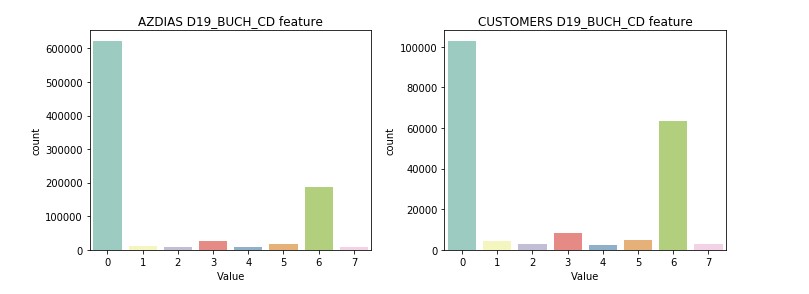 AZDIAS D19_BUCH_CD feature
600000
500000
400000
300000
200000
100000
0
count
0 1 2 3 4 5 6 7
Value
CUSTOMERS D19_BUCH_CD feature
100000
80000
60000
40000
20000
0
count
0 1 2 3 4 5 6 7
Value